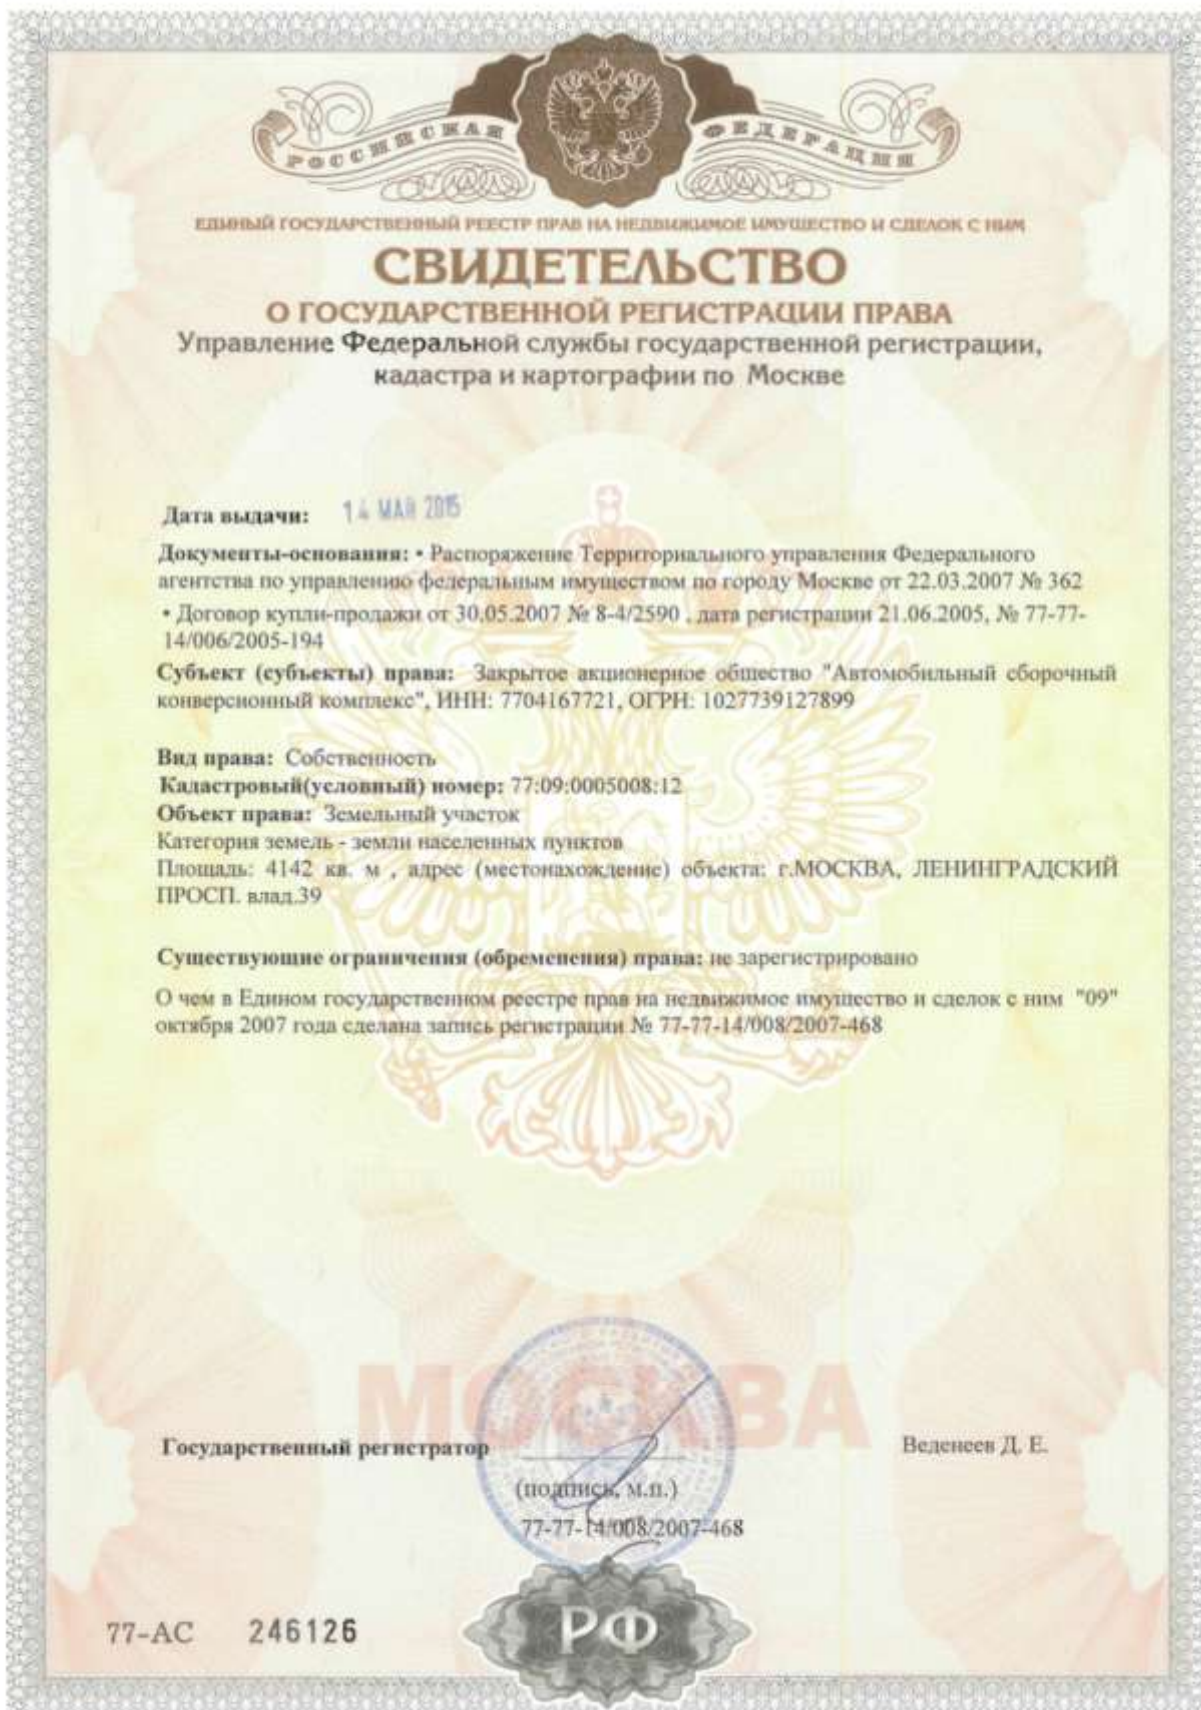 РОССИЙСКАЯ ФЕДЕРАЦИЯ
ЕДИНЫЙ ГОСУДАРСТВЕННЫЙ РЕЕСТР ПРАВ НА НЕДВИЖИМОЕ ИМУЩЕСТВО И СДЕЛОК С НИМ
СВИДЕТЕЛЬСТВО
О ГОСУДАРСТВЕННОЙ РЕГИСТРАЦИИ ПРАВА
Управление Федеральной службы государственной регистрации,
кадастра и картографии по Москве
Дата выдачи: 14 МАЯ 2015
Документы-основания: • Распоряжение Территориального управления Федерального
агентства по управлению федеральным имуществом по городу Москве от 22.03.2007 № 362
• Договор купли-продажи от 30.05.2007 № 8-4/2590 , дата регистрации 21.06.2005, № 77-77-
14/006/2005-194
Субъект (субъекты) права: Закрытое акционерное общество "Автомобильный сборочный
конверсионный комплекс", ИНН: 7704167721, ОГРН: 1027739127899
Вид права: Собственность
Кадастровый(условный) номер: 77:09:0005008:12
Объект права: Земельный участок
Категория земель - земли населенных пунктов
Площадь: 4142 кв. м , адрес (местонахождение) объекта: г.МОСКВА, ЛЕНИНГРАДСКИЙ
ПРОСП. влад.39
Существующие ограничения (обременения) права: не зарегистрировано
О чем в Едином государственном реестре прав на недвижимое имущество и сделок с ним "09"
октября 2007 года сделана запись регистрации № 77-77-14/008/2007-468
МОСКВА
Государственный регистратор
Веденеев Д. Е.
(подпись, м.п.)
77-77-14/008/2007-468
77-АС 246126
РФ